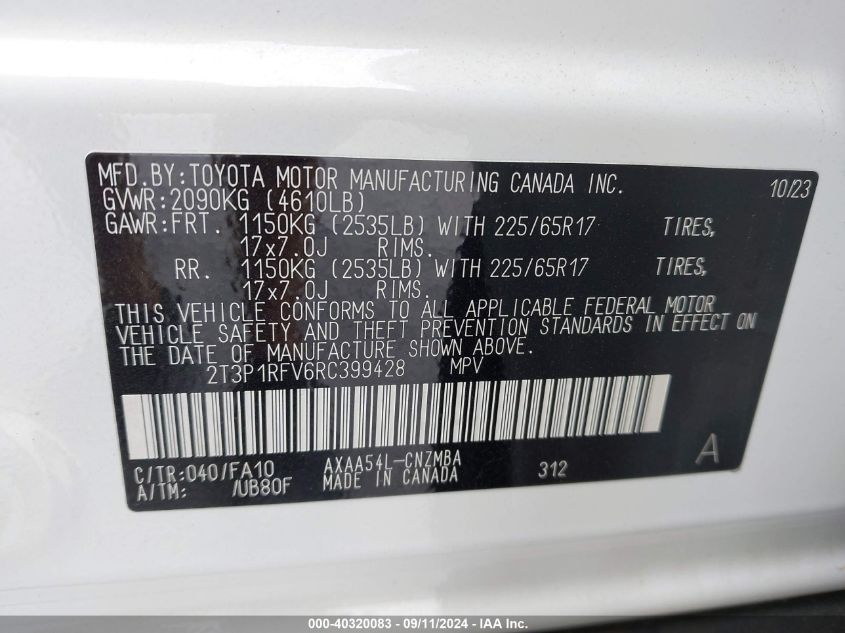 MFD.BY:TOYOTA MOTOR MANUFACTURING CANADA INC. 10/23
GVWR:2090KG (4610LB)
GAWR:FRT. 1150KG (2535LB) WITH 225/65R17 TIRES,
17x7.0J RIMS.
RR. 1150KG (2535LB) WITH 225/65R17 TIRES,
17x7.0J RIMS.
THIS VEHICLE CONFORMS TO ALL APPLICABLE FEDERAL MOTOR
VEHICLE SAFETY AND THEFT PREVENTION STANDARDS IN EFFECT ON
THE DATE OF MANUFACTURE SHOWN ABOVE.
2T3P1RFV6RC399428 MPV
C/TR:040/FA10 AXAA54L-CNZMBA 312 A
A/TM: /UB80F MADE IN CANADA
000-40320083 - 09/11/2024 - IAA Inc.